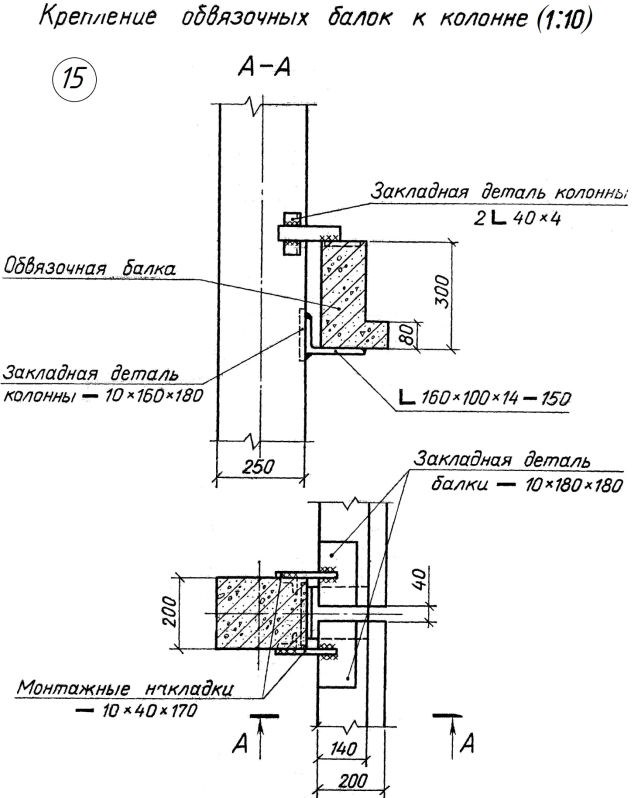 Крепление обвязочных балок к колонне (1:10)
15
А–А
Закладная деталь колонны
2 L 40×4
Обвязочная балка
300
80
Закладная деталь
колонны – 10×160×180
L 160×100×14 – 150
250
Закладная деталь
балки – 10×180×180
40
200
Монтажные накладки
– 10×40×170
А
А
140
200